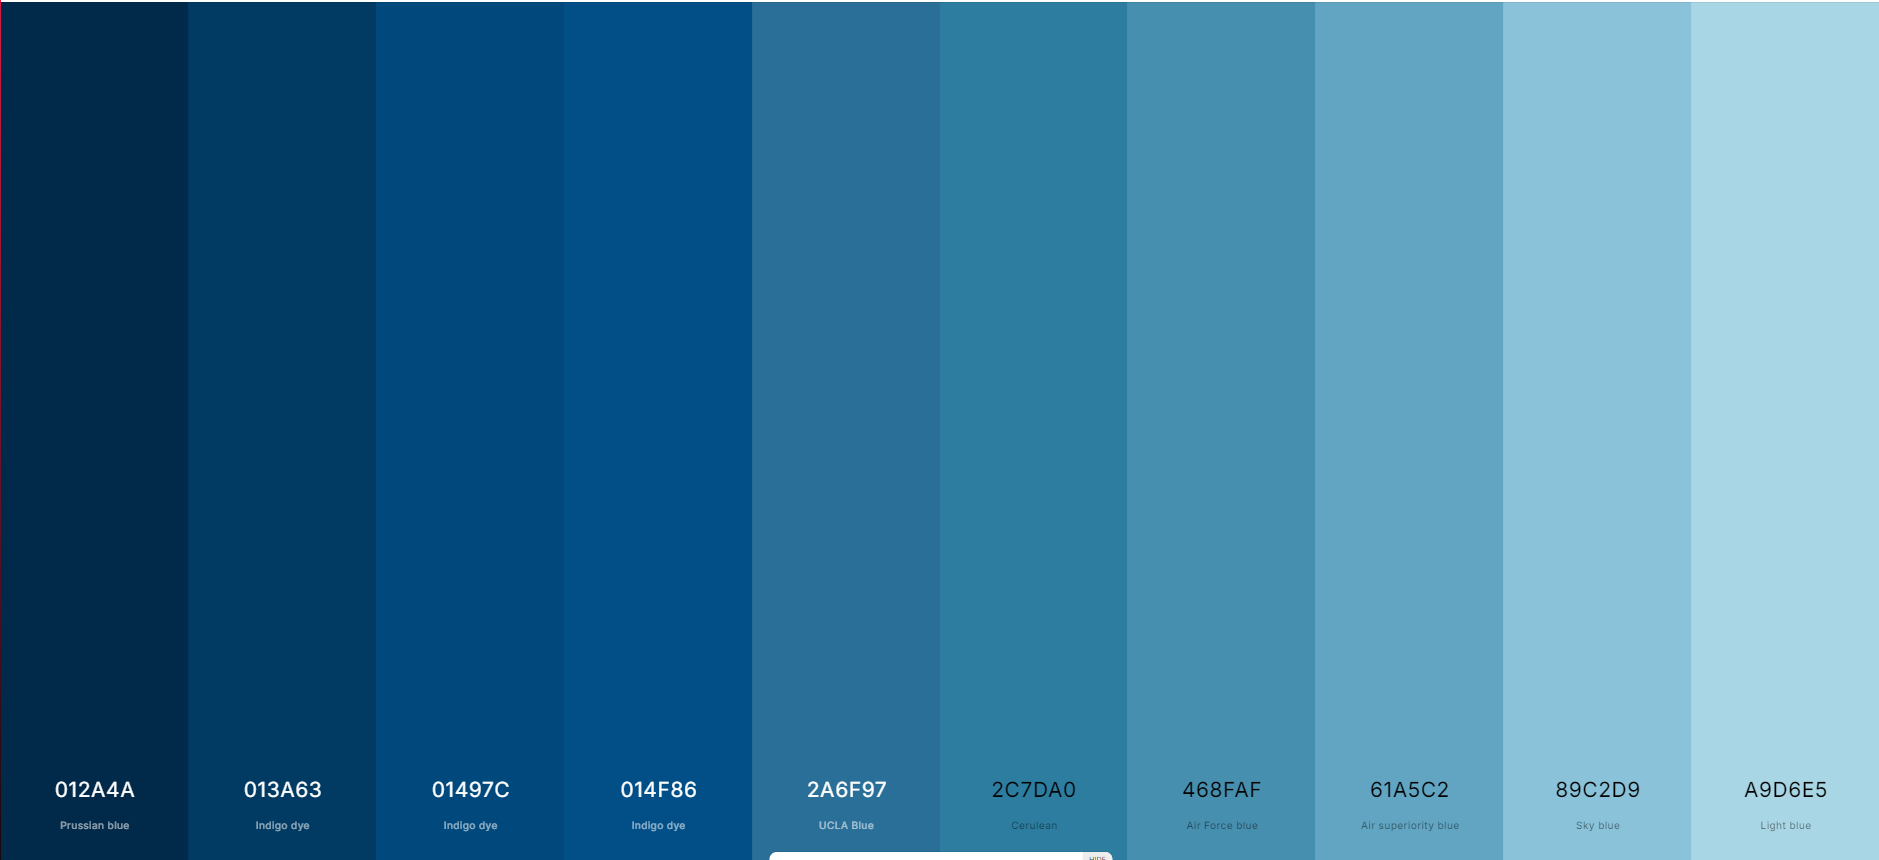 012A4A
Prussian blue
013A63
Indigo dye
01497C
Indigo dye
014F86
Indigo dye
2A6F97
UCLA Blue
2C7DA0
Cerulean
468FAF
Air Force blue
61A5C2
Air superiority blue
89C2D9
Sky blue
A9D6E5
Light blue
HIDE